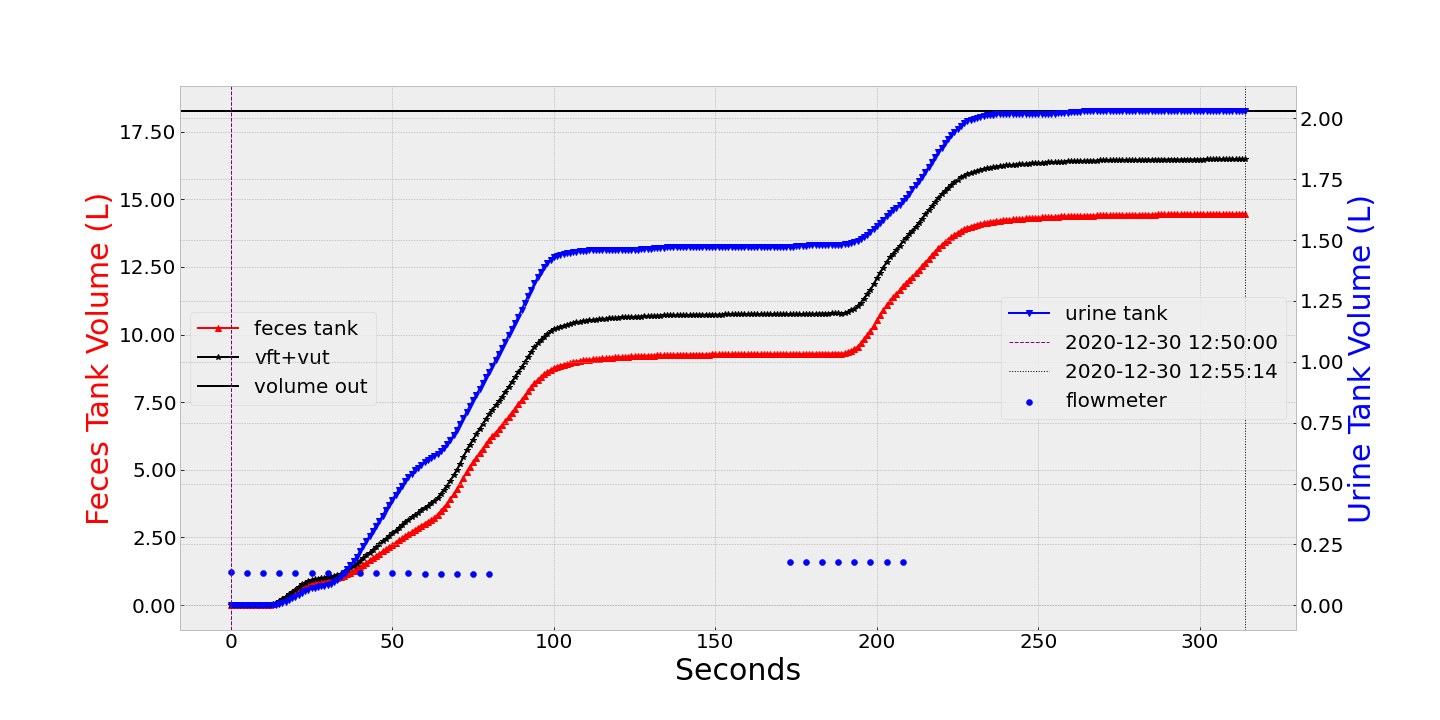 Feces Tank Volume (L)
17.50
15.00
12.50
10.00
7.50
5.00
2.50
0.00
feces tank
vft+vut
volume out
urine tank
2020-12-30 12:50:00
2020-12-30 12:55:14
flowmeter
2.00
1.75
1.50
1.25
1.00
0.75
0.50
0.25
0.00
Urine Tank Volume (L)
0 50 100 150 200 250 300
Seconds